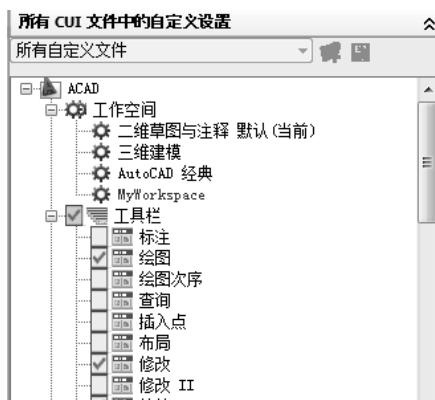 所有 CUI 文件中的自定义设置
所有自定义文件
ACAD
工作空间
二维草图与注释 默认(当前)
三维建模
AutoCAD 经典
MyWorkspace
工具栏
标注
绘图
绘图次序
查询
插入点
布局
修改
修改 II